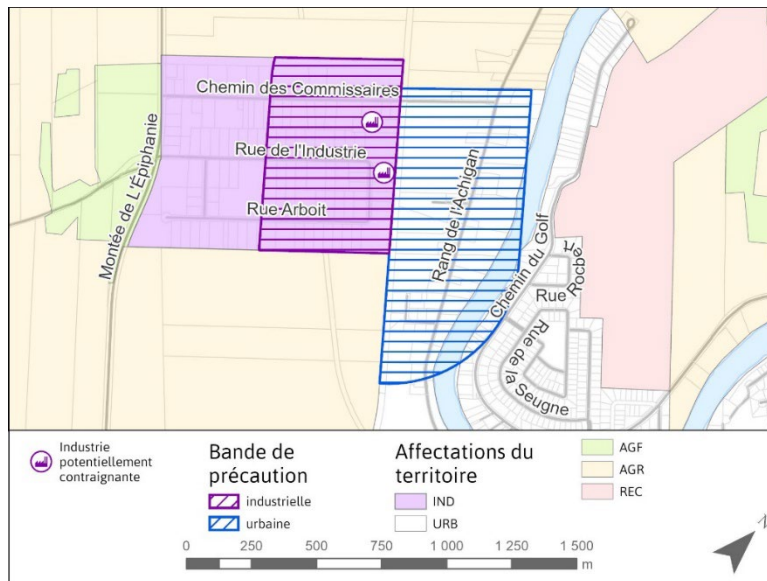 Chemin des Commissaires
Rue de l'Industrie
Rue Arboit
Montée de L'Épiphanie
Rang de l'Achigan
Chemin du Golf
Rue Rocbert
Rue de la Seugne
Industrie
potentiellement
contraignante
Bande de
précaution
industrielle
urbaine
Affectations du
territoire
IND
URB
AGF
AGR
REC
0 250 500 750 1 000 1 250 1 500
m
N